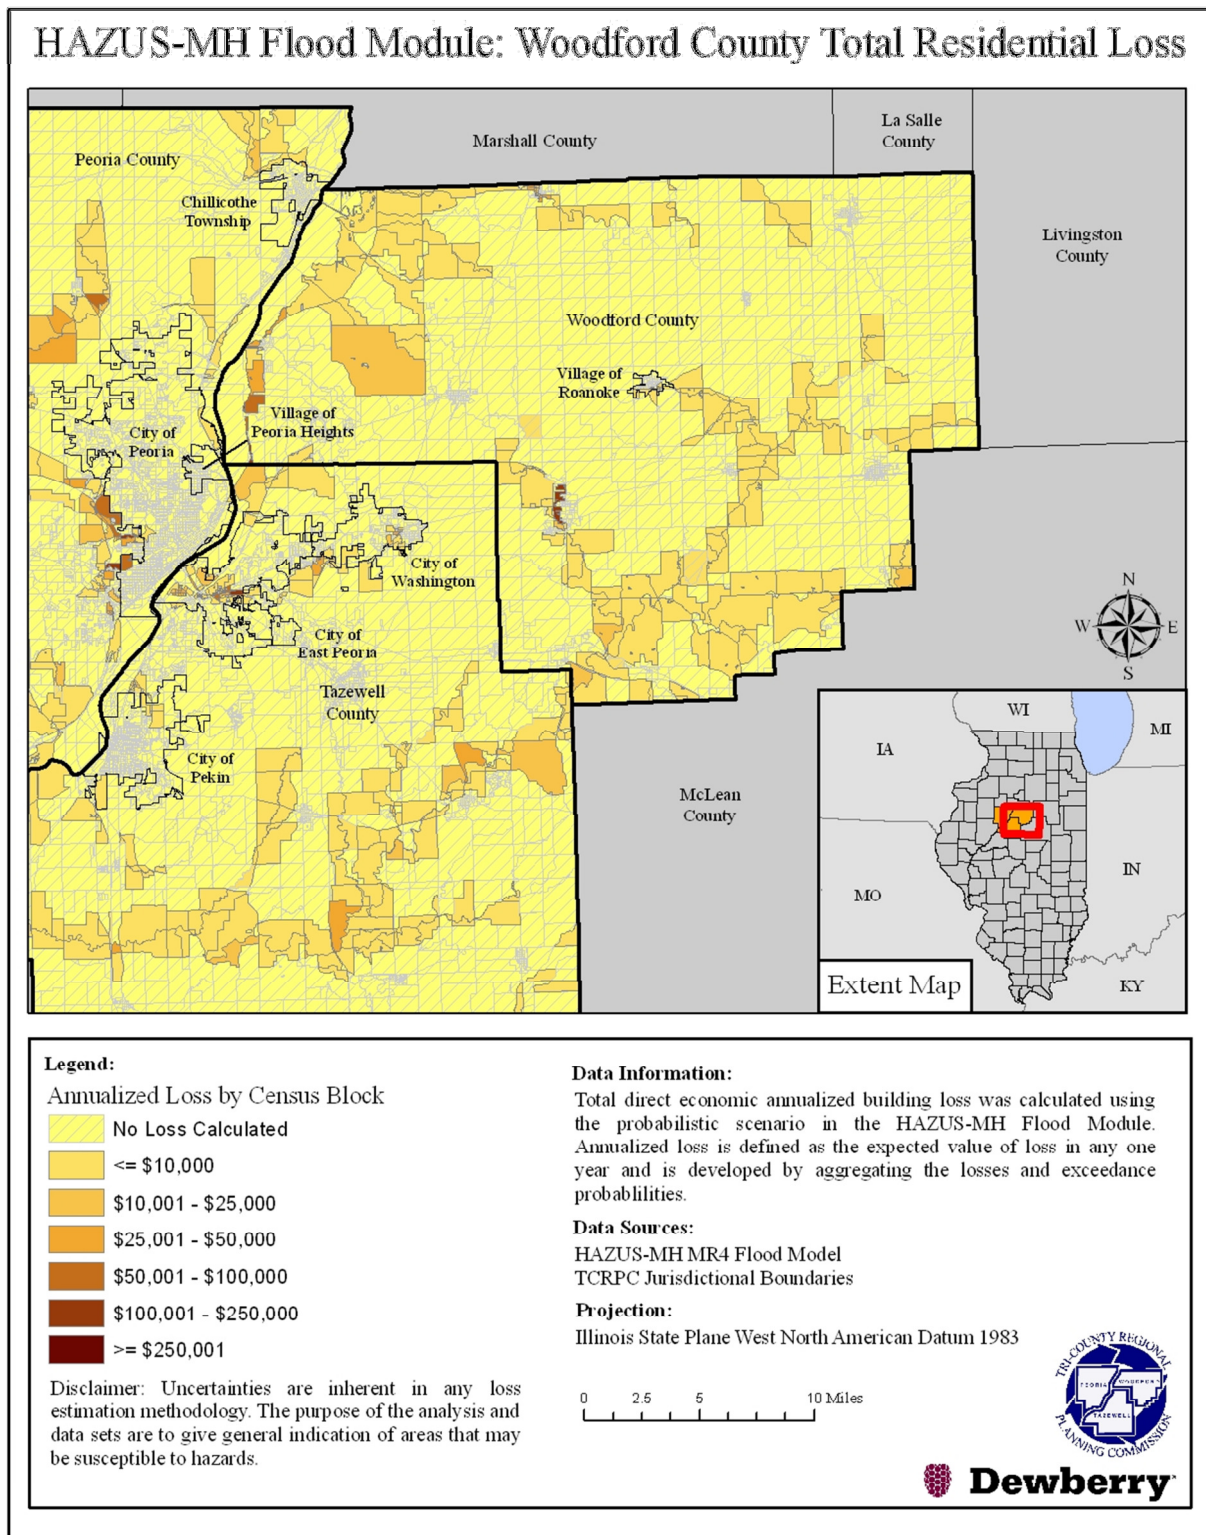 HAZUS-MH Flood Module: Woodford County Total Residential Loss
Marshall County
La Salle
County
Peoria County
Chillicothe
Township
Livingston
County
Woodford County
Village of
Roanoke
Village of
Peoria Heights
City of
Peoria
City of
Washington
City of
East Peoria
Tazewell
County
City of
Pekin
McLean
County
N
W
E
S
WI
MI
IA
IN
MO
KY
Extent Map
Legend:
Annualized Loss by Census Block
No Loss Calculated
<= $10,000
$10,001 - $25,000
$25,001 - $50,000
$50,001 - $100,000
$100,001 - $250,000
>= $250,001
Disclaimer: Uncertainties are inherent in any loss
estimation methodology. The purpose of the analysis and
data sets are to give general indication of areas that may
be susceptible to hazards.
Data Information:
Total direct economic annualized building loss was calculated using
the probabilistic scenario in the HAZUS-MH Flood Module.
Annualized loss is defined as the expected value of loss in any one
year and is developed by aggregating the losses and exceedance
probablilities.
Data Sources:
HAZUS-MH MR4 Flood Model
TCRPC Jurisdictional Boundaries
Projection:
Illinois State Plane West North American Datum 1983
0 2.5 5 10 Miles
TRI-COUNTY REGIONAL
PEORIA
WOODFORD
TAZEWELL
PLANNING COMMISSION
Dewberry